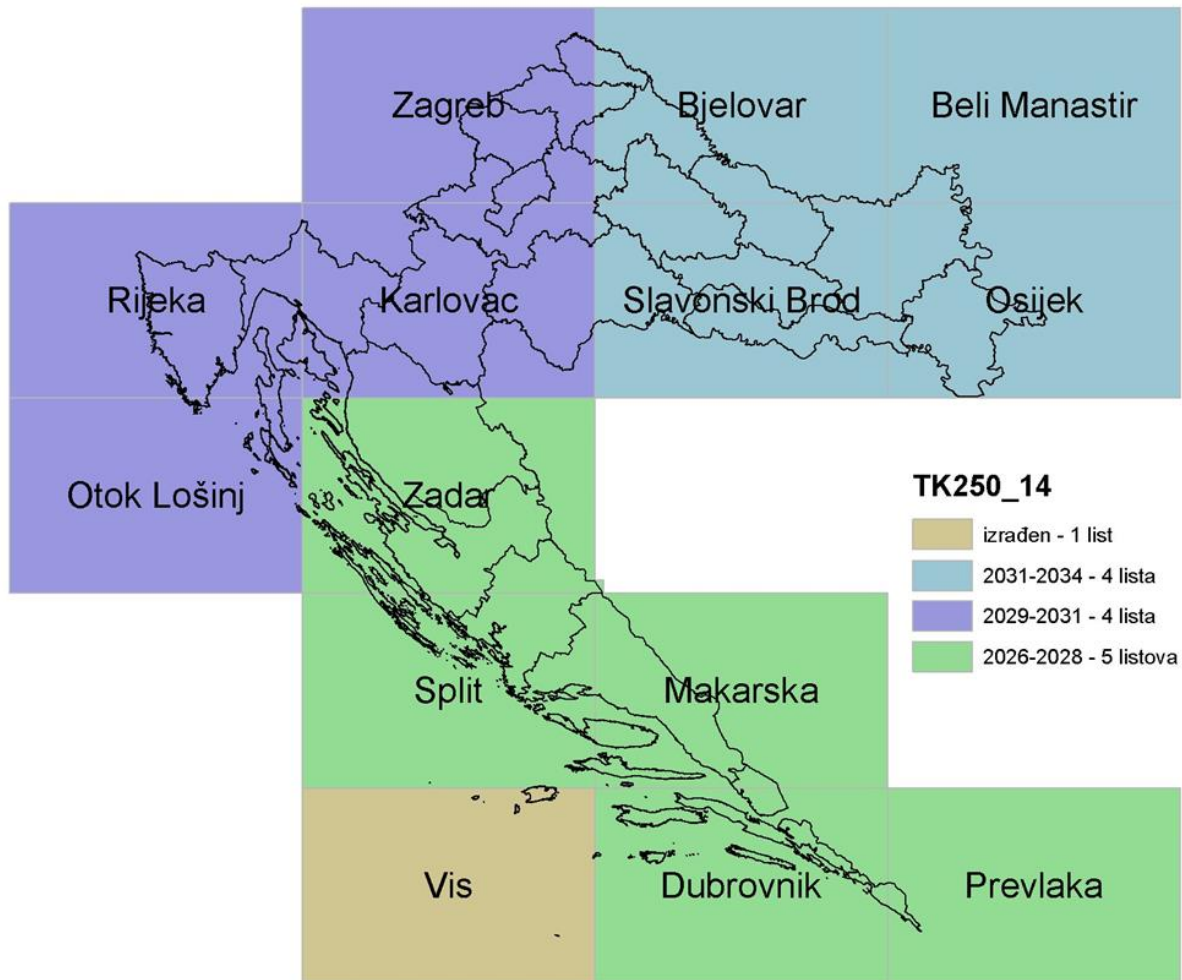 Zagreb
Bjelovar
Beli Manastir
Rijeka
Karlovac
Slavonski Brod
Osijek
Otok Lošinj
Zadar
TK250_14
izrađen - 1 list
2031-2034 - 4 lista
2029-2031 - 4 lista
2026-2028 - 5 listova
Split
Makarska
Vis
Dubrovnik
Prevlaka